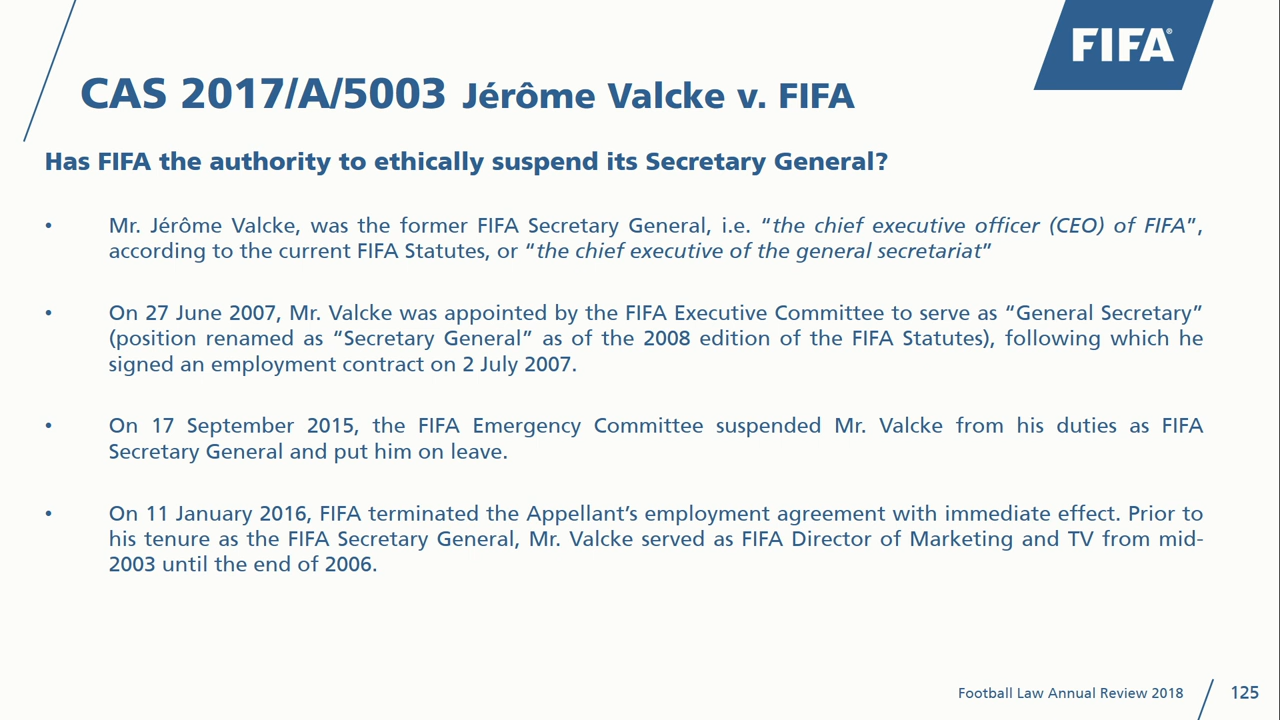 FIFA®
CAS 2017/A/5003 Jérôme Valcke v. FIFA
Has FIFA the authority to ethically suspend its Secretary General?
• Mr. Jérôme Valcke, was the former FIFA Secretary General, i.e. “the chief executive officer (CEO) of FIFA”,
according to the current FIFA Statutes, or “the chief executive of the general secretariat”
• On 27 June 2007, Mr. Valcke was appointed by the FIFA Executive Committee to serve as “General Secretary”
(position renamed as “Secretary General” as of the 2008 edition of the FIFA Statutes), following which he
signed an employment contract on 2 July 2007.
• On 17 September 2015, the FIFA Emergency Committee suspended Mr. Valcke from his duties as FIFA
Secretary General and put him on leave.
• On 11 January 2016, FIFA terminated the Appellant’s employment agreement with immediate effect. Prior to
his tenure as the FIFA Secretary General, Mr. Valcke served as FIFA Director of Marketing and TV from mid-
2003 until the end of 2006.
Football Law Annual Review 2018 125